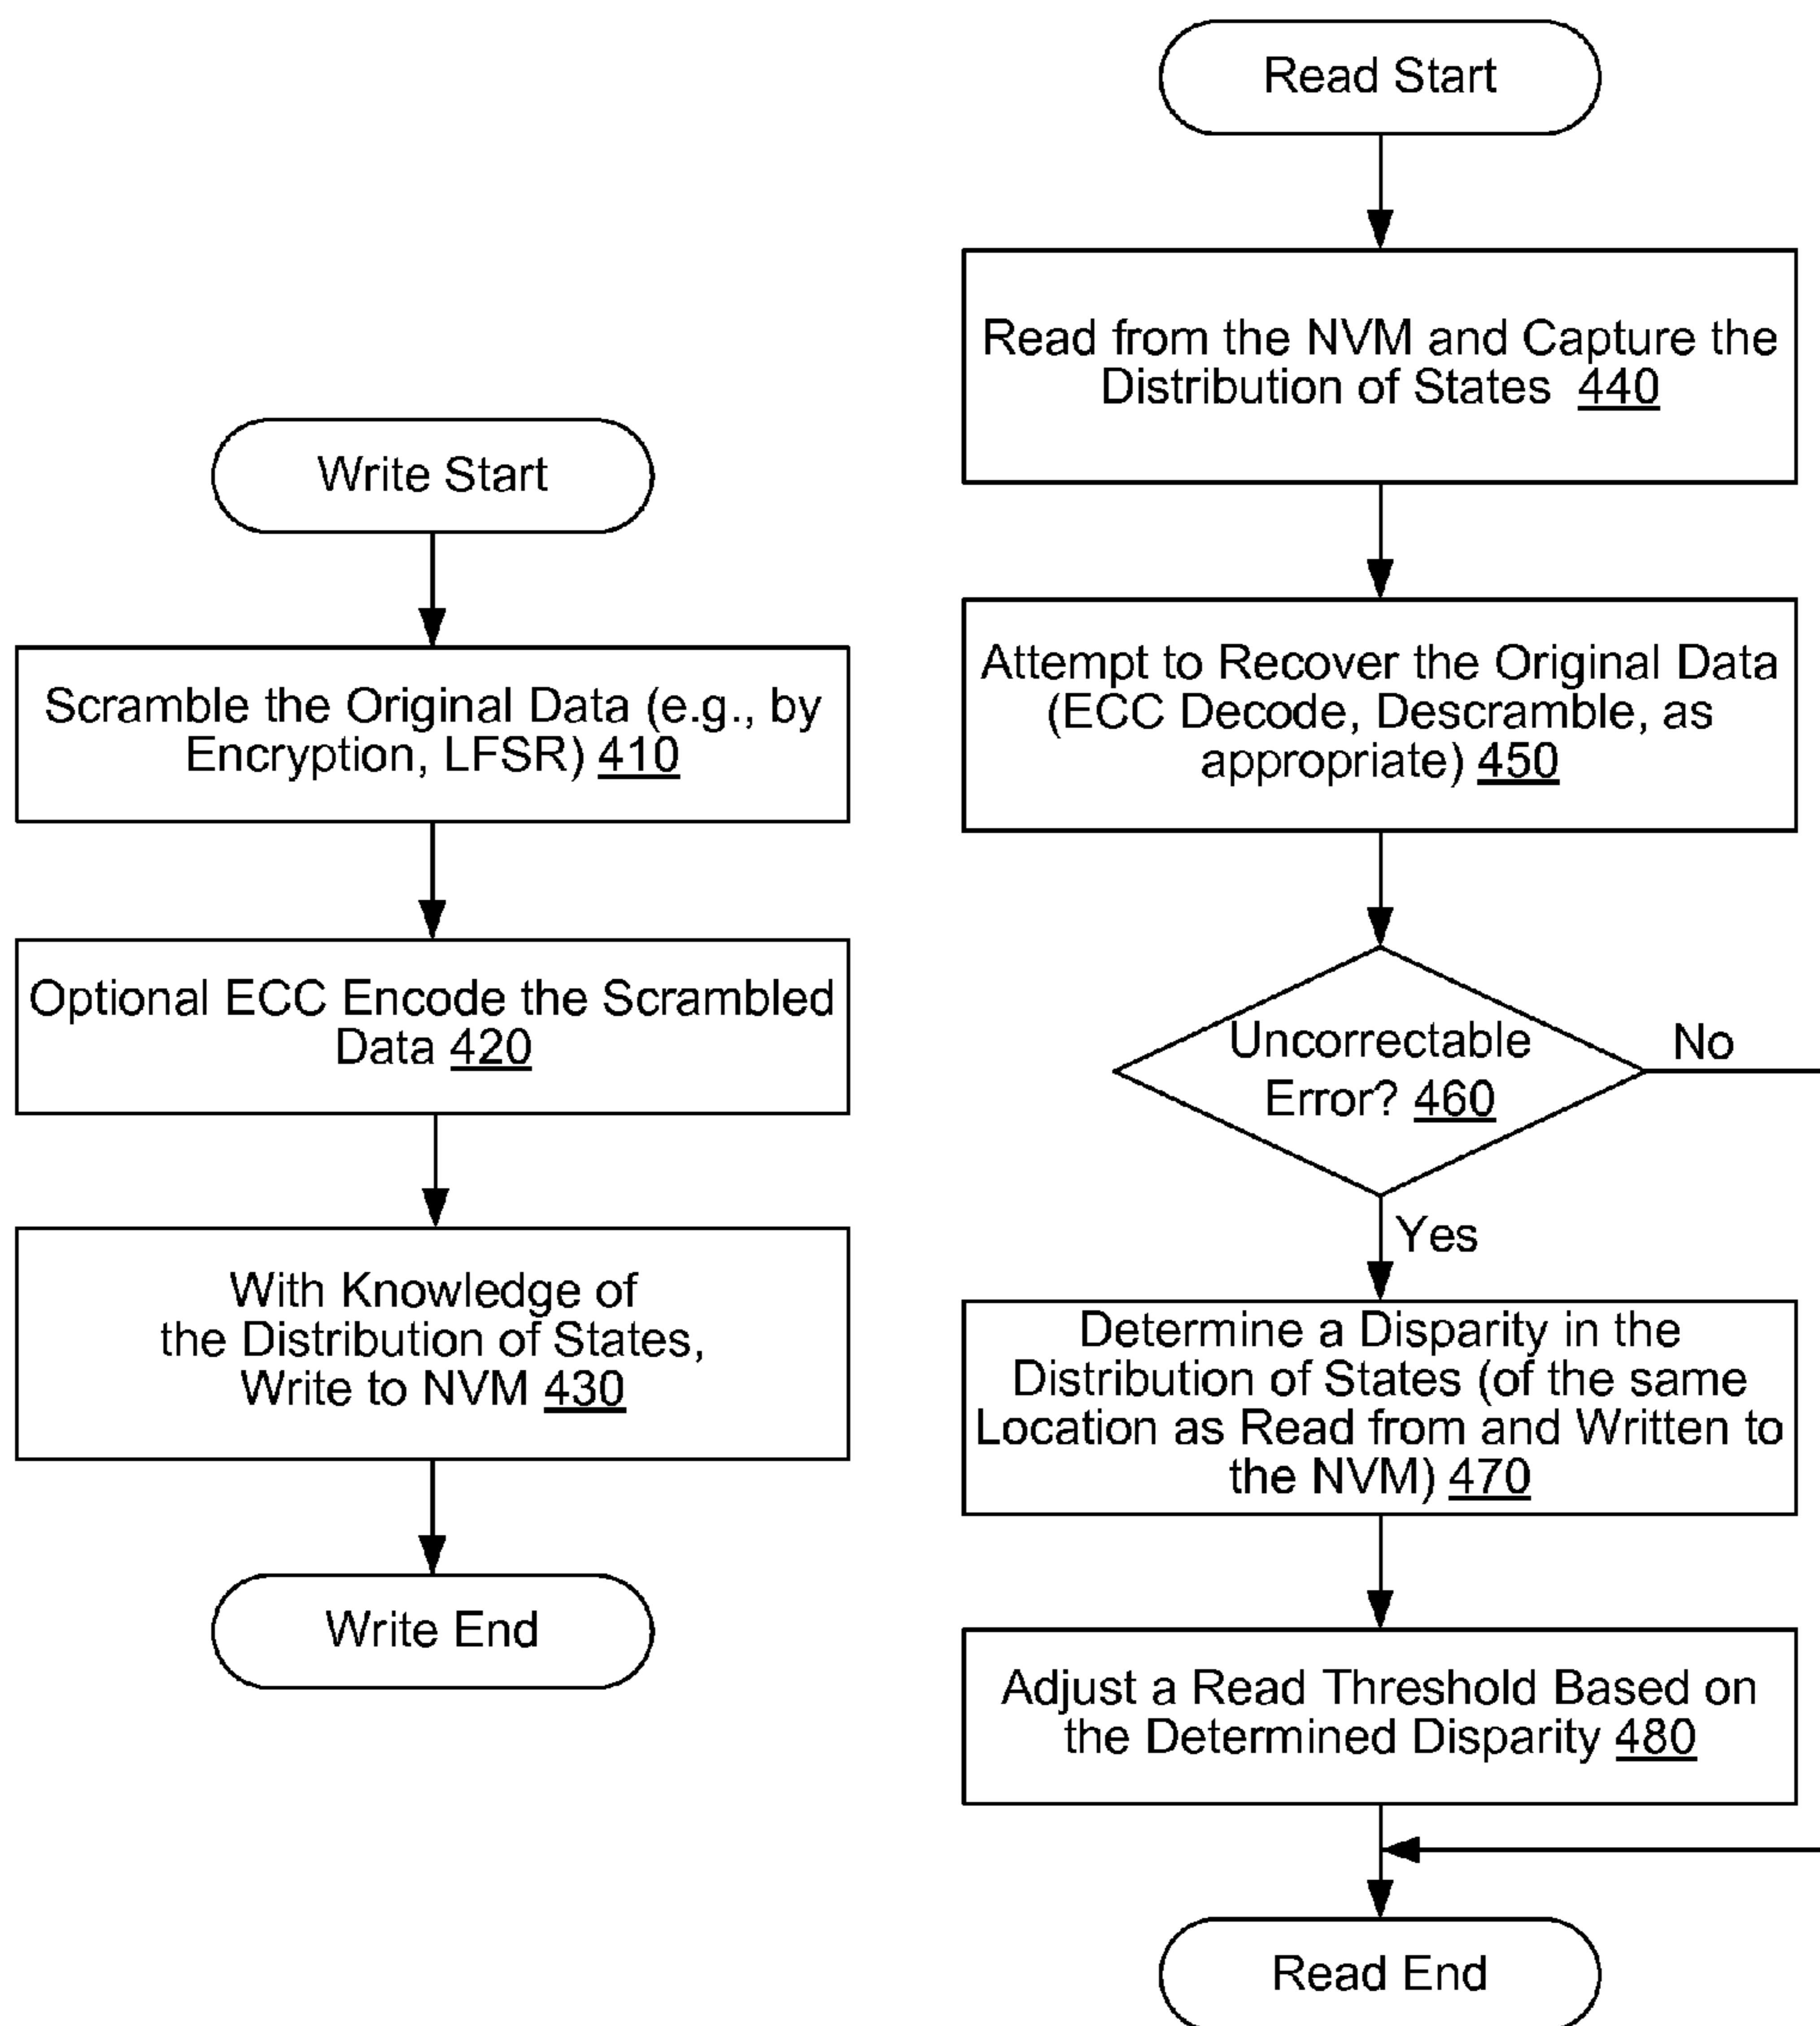 Write Start
Scramble the Original Data (e.g., by
Encryption, LFSR) 410
Optional ECC Encode the Scrambled
Data 420
With Knowledge of
the Distribution of States,
Write to NVM 430
Write End
Read Start
Read from the NVM and Capture the
Distribution of States 440
Attempt to Recover the Original Data
(ECC Decode, Descramble, as
appropriate) 450
Uncorrectable
Error? 460
No
Yes
Determine a Disparity in the
Distribution of States (of the same
Location as Read from and Written to
the NVM) 470
Adjust a Read Threshold Based on
the Determined Disparity 480
Read End